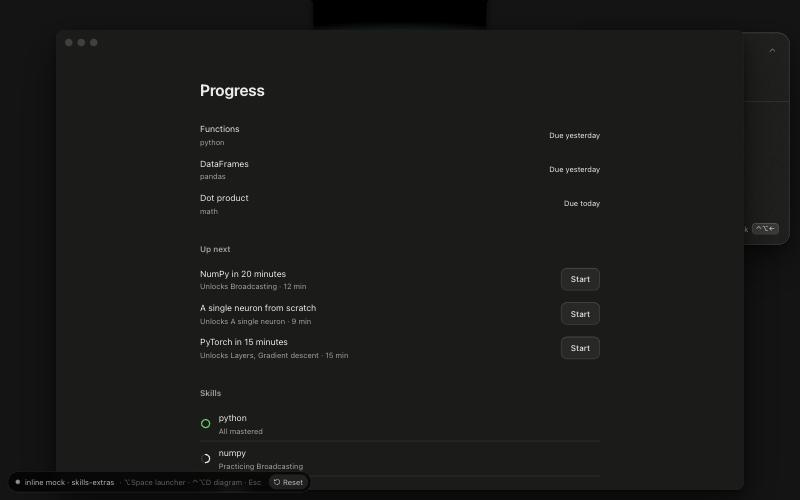 Progress
Functions
python
Due yesterday
DataFrames
pandas
Due yesterday
Dot product
math
Due today
Up next
NumPy in 20 minutes
Unlocks Broadcasting · 12 min
Start
A single neuron from scratch
Unlocks A single neuron · 9 min
Start
PyTorch in 15 minutes
Unlocks Layers, Gradient descent · 15 min
Start
Skills
python
All mastered
numpy
Practicing Broadcasting
k ⌃⌥←
inline mock · skills-extras · ⌥Space launcher · ⌃⌥D diagram · Esc Reset